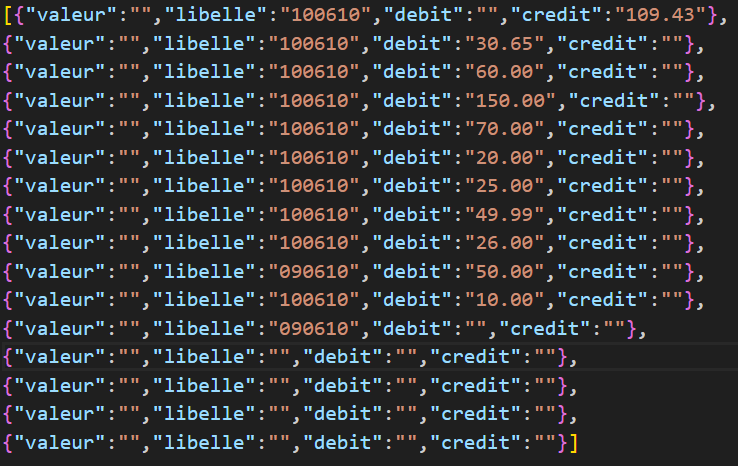 [{"valeur":"","libelle":"100610","debit":"","credit":"109.43"},
{"valeur":"","libelle":"100610","debit":"30.65","credit":""},
{"valeur":"","libelle":"100610","debit":"60.00","credit":""},
{"valeur":"","libelle":"100610","debit":"150.00","credit":""},
{"valeur":"","libelle":"100610","debit":"70.00","credit":""},
{"valeur":"","libelle":"100610","debit":"20.00","credit":""},
{"valeur":"","libelle":"100610","debit":"25.00","credit":""},
{"valeur":"","libelle":"100610","debit":"49.99","credit":""},
{"valeur":"","libelle":"100610","debit":"26.00","credit":""},
{"valeur":"","libelle":"090610","debit":"50.00","credit":""},
{"valeur":"","libelle":"100610","debit":"10.00","credit":""},
{"valeur":"","libelle":"090610","debit":"","credit":""},
{"valeur":"","libelle":"","debit":"","credit":""},
{"valeur":"","libelle":"","debit":"","credit":""},
{"valeur":"","libelle":"","debit":"","credit":""},
{"valeur":"","libelle":"","debit":"","credit":""}]